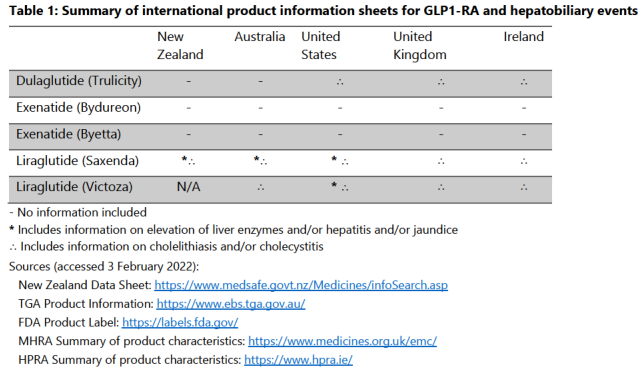 Table 1: Summary of international product information sheets for GLP1-RA and hepatobiliary events
New Zealand Australia United States United Kingdom Ireland
Dulaglutide (Trulicity) - - ∴ ∴ ∴
Exenatide (Bydureon) - - - - -
Exenatide (Byetta) - - - - -
Liraglutide (Saxenda) *∴ *∴ * ∴ ∴ ∴
Liraglutide (Victoza) N/A ∴ * ∴ ∴ ∴
- No information included
* Includes information on elevation of liver enzymes and/or hepatitis and/or jaundice
∴ Includes information on cholelithiasis and/or cholecystitis
Sources (accessed 3 February 2022):
New Zealand Data Sheet: https://www.medsafe.govt.nz/Medicines/infoSearch.asp
TGA Product Information: https://www.ebs.tga.gov.au/
FDA Product Label: https://labels.fda.gov/
MHRA Summary of product characteristics: https://www.medicines.org.uk/emc/
HPRA Summary of product characteristics: https://www.hpra.ie/